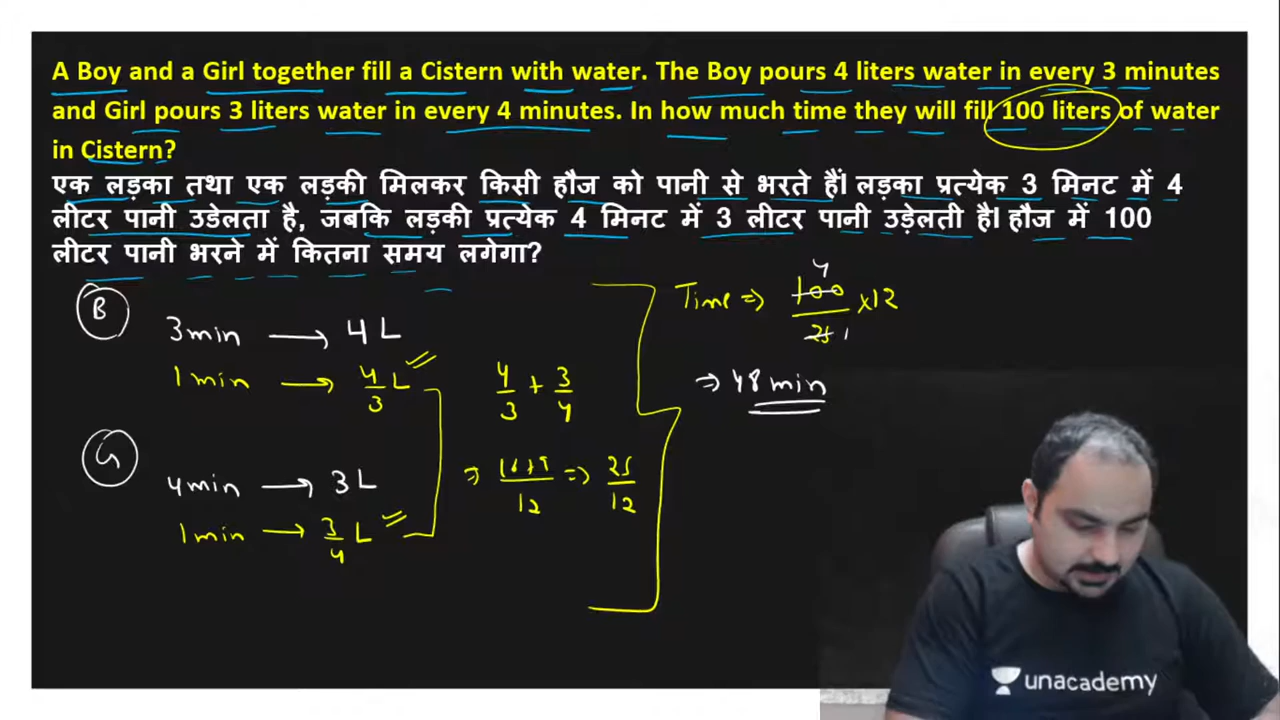 A Boy and a Girl together fill a Cistern with water. The Boy pours 4 liters water in every 3 minutes
and Girl pours 3 liters water in every 4 minutes. In how much time they will fill 100 liters of water
in Cistern?
एक लड़का तथा एक लड़की मिलकर किसी हौज को पानी से भरते हैं। लड़का प्रत्येक 3 मिनट में 4
लीटर पानी उडेलता है, जबकि लड़की प्रत्येक 4 मिनट में 3 लीटर पानी उड़ेलती है। हौज में 100
लीटर पानी भरने में कितना समय लगेगा?
B
3min → 4L
1min → 4/3 L
G
4min → 3L
1min → 3/4 L
4/3 + 3/4
⇒ 16+9/12 ⇒ 25/12
Time ⇒ 100/25 × 12
4
1
⇒ 48 min
unacademy